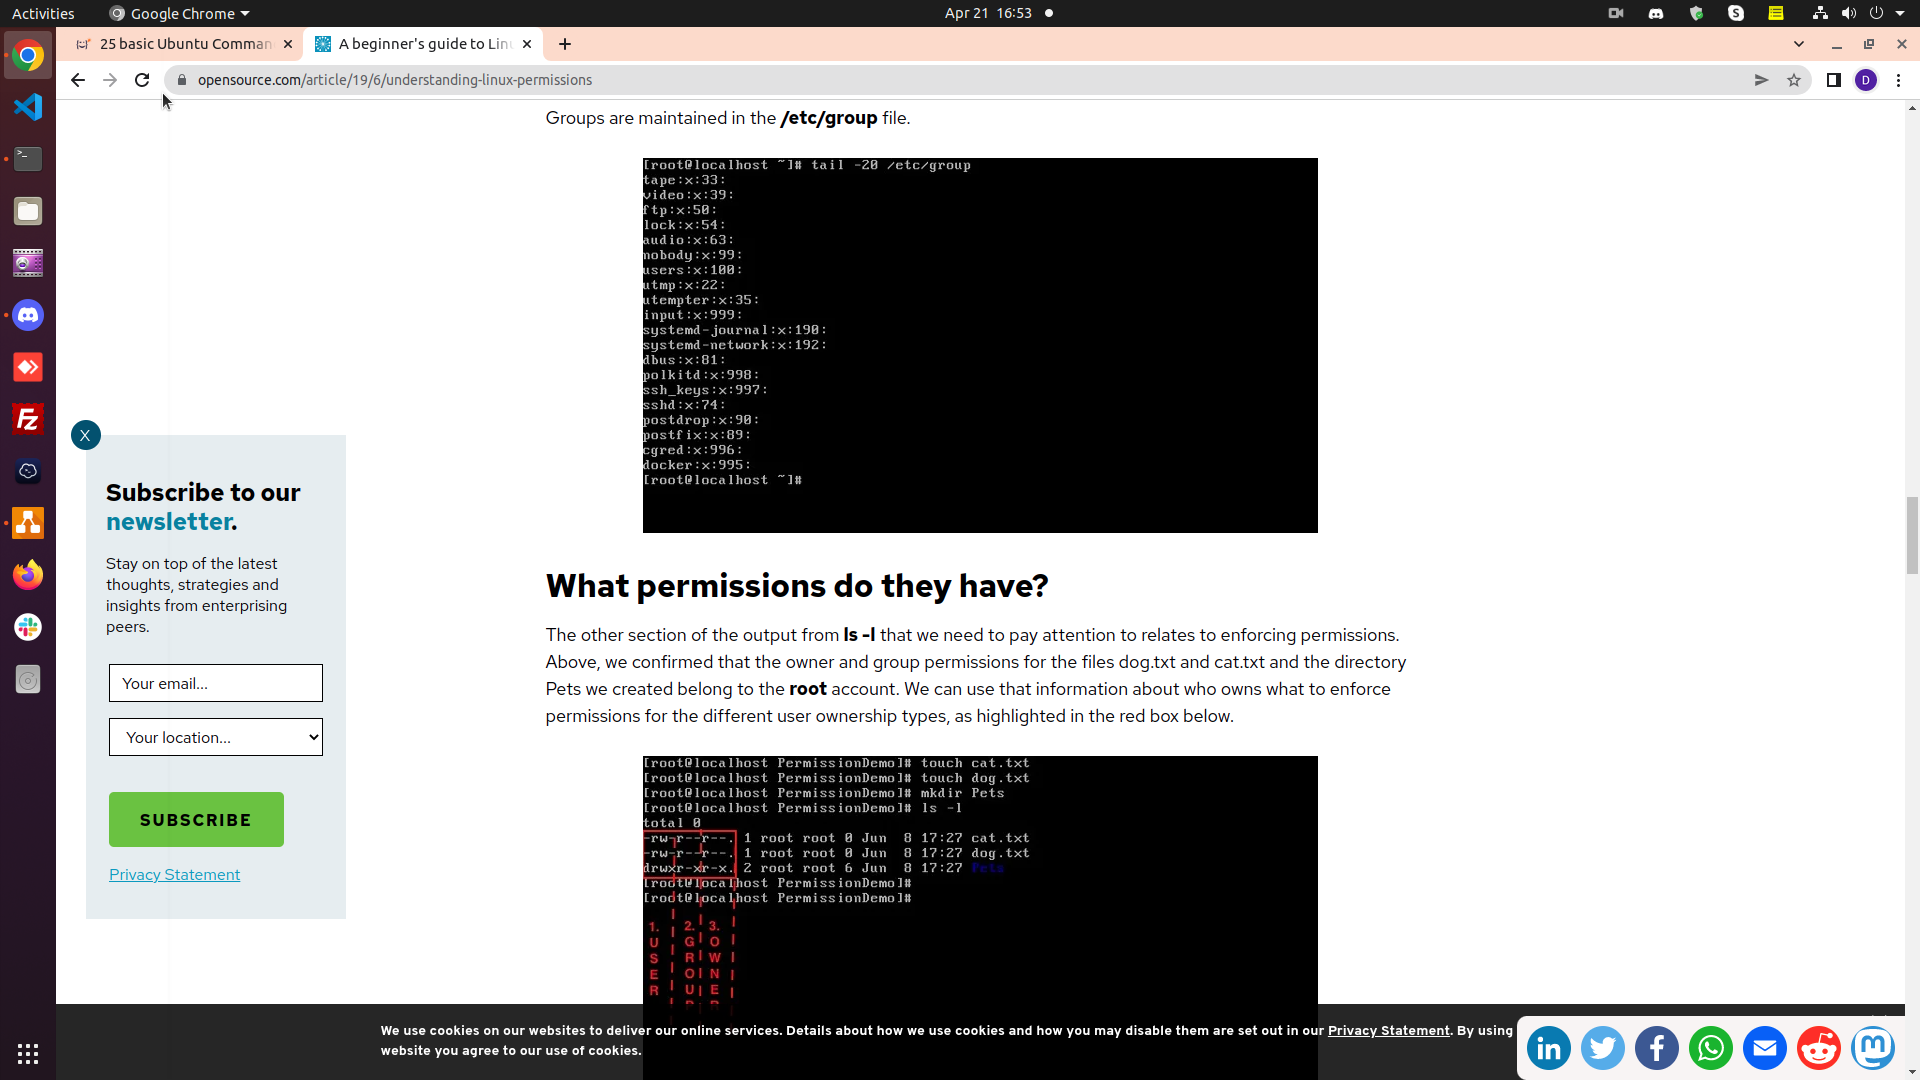 Activities
Google Chrome
Apr 21 16:53
25 basic Ubuntu Comman
A beginner's guide to Lin
opensource.com/article/19/6/understanding-linux-permissions
D
Groups are maintained in the /etc/group file.
[root@localhost ~]# tail -20 /etc/group
tape:x:33:
video:x:39:
ftp:x:50:
lock:x:54:
audio:x:63:
nobody:x:99:
users:x:100:
utmp:x:22:
utempter:x:35:
input:x:999:
systemd-journal:x:190:
systemd-network:x:192:
dbus:x:81:
polkitd:x:998:
ssh_keys:x:997:
sshd:x:74:
postdrop:x:90:
postfix:x:89:
cgred:x:996:
docker:x:995:
[root@localhost ~]#
X
Subscribe to our
newsletter.
Stay on top of the latest
thoughts, strategies and
insights from enterprising
peers.
Your email...
Your location...
SUBSCRIBE
Privacy Statement
What permissions do they have?
The other section of the output from ls -l that we need to pay attention to relates to enforcing permissions.
Above, we confirmed that the owner and group permissions for the files dog.txt and cat.txt and the directory
Pets we created belong to the root account. We can use that information about who owns what to enforce
permissions for the different user ownership types, as highlighted in the red box below.
[root@localhost PermissionDemo]# touch cat.txt
[root@localhost PermissionDemo]# touch dog.txt
[root@localhost PermissionDemo]# mkdir Pets
[root@localhost PermissionDemo]# ls -l
total 0
-rw-r--r--. 1 root root 0 Jun  8 17:27 cat.txt
-rw-r--r--. 1 root root 0 Jun  8 17:27 dog.txt
drwxr-xr-x. 2 root root 6 Jun  8 17:27 Pets
[root@localhost PermissionDemo]#
[root@localhost PermissionDemo]#
1. USER
2. GROUP
3. OWNER
We use cookies on our websites to deliver our online services. Details about how we use cookies and how you may disable them are set out in our Privacy Statement. By using
website you agree to our use of cookies.